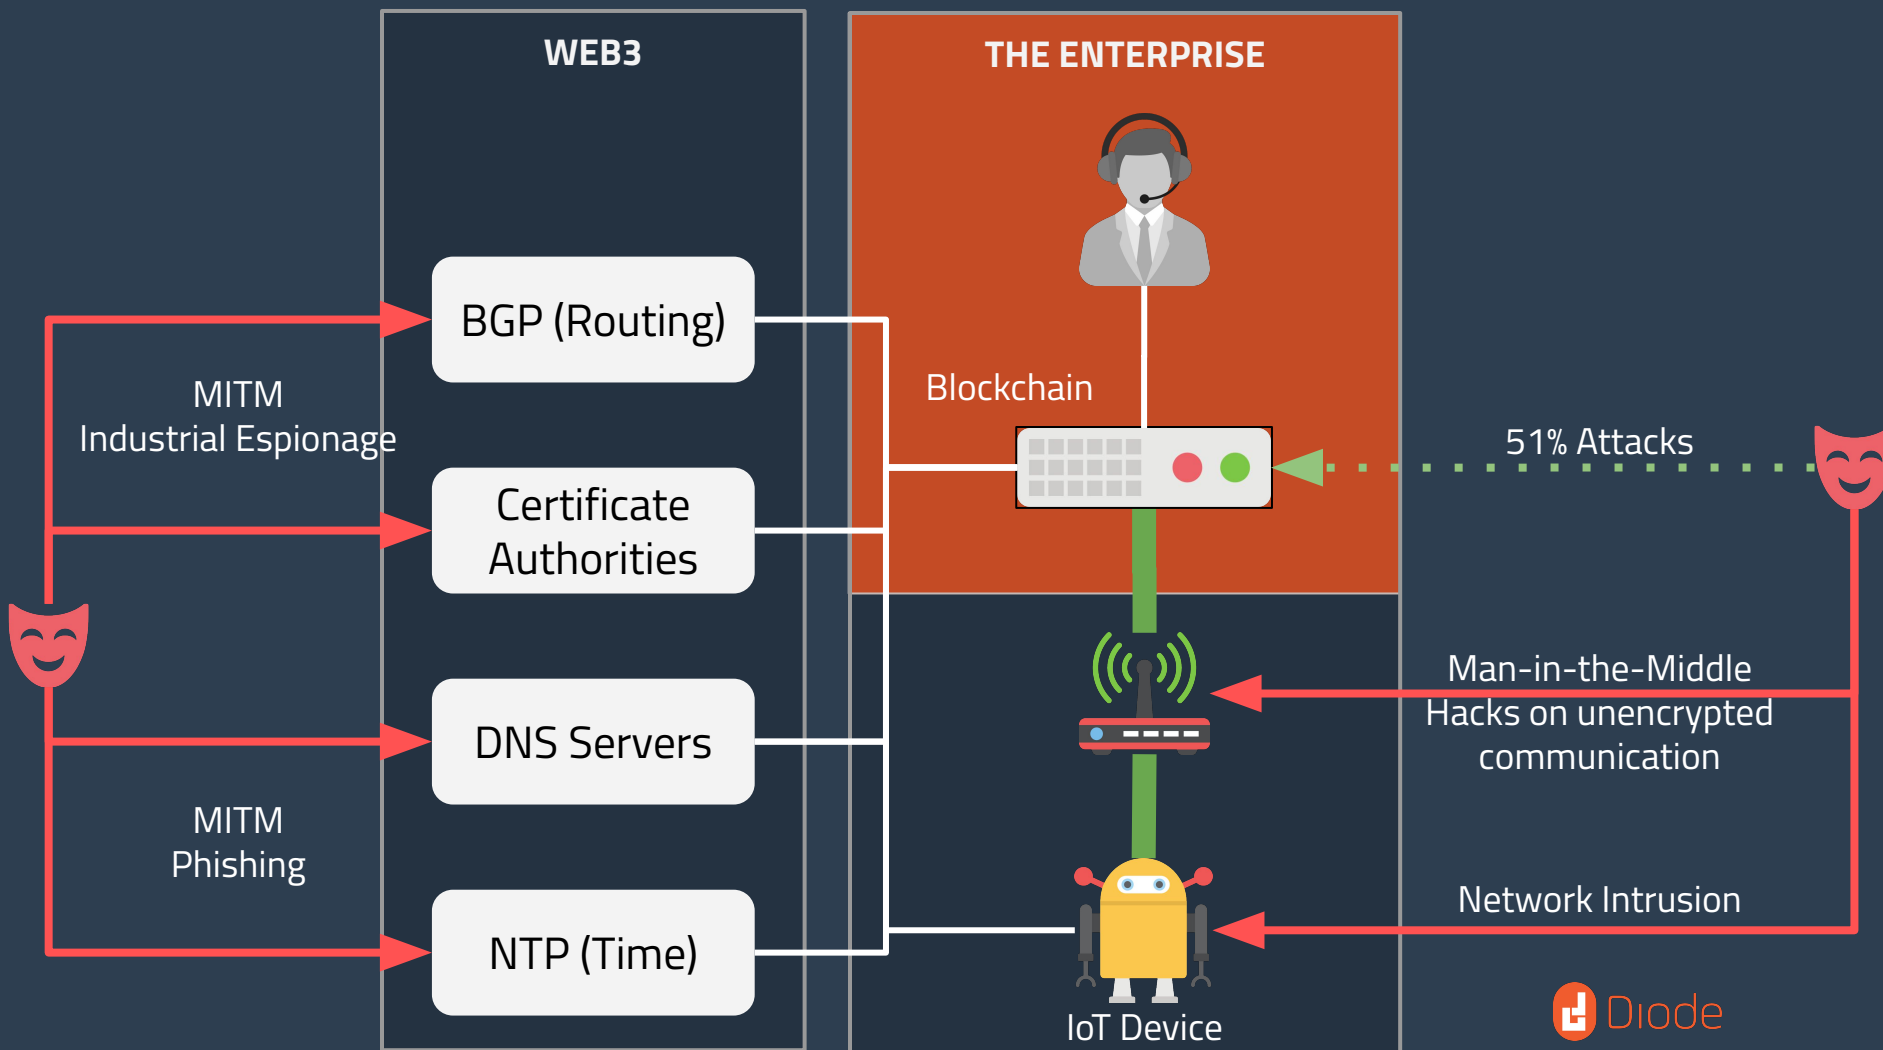 WEB3
THE ENTERPRISE
BGP (Routing)
MITM
Industrial Espionage
Blockchain
51% Attacks
Certificate
Authorities
Man-in-the-Middle
Hacks on unencrypted
communication
DNS Servers
MITM
Phishing
Network Intrusion
NTP (Time)
IoT Device
Diode